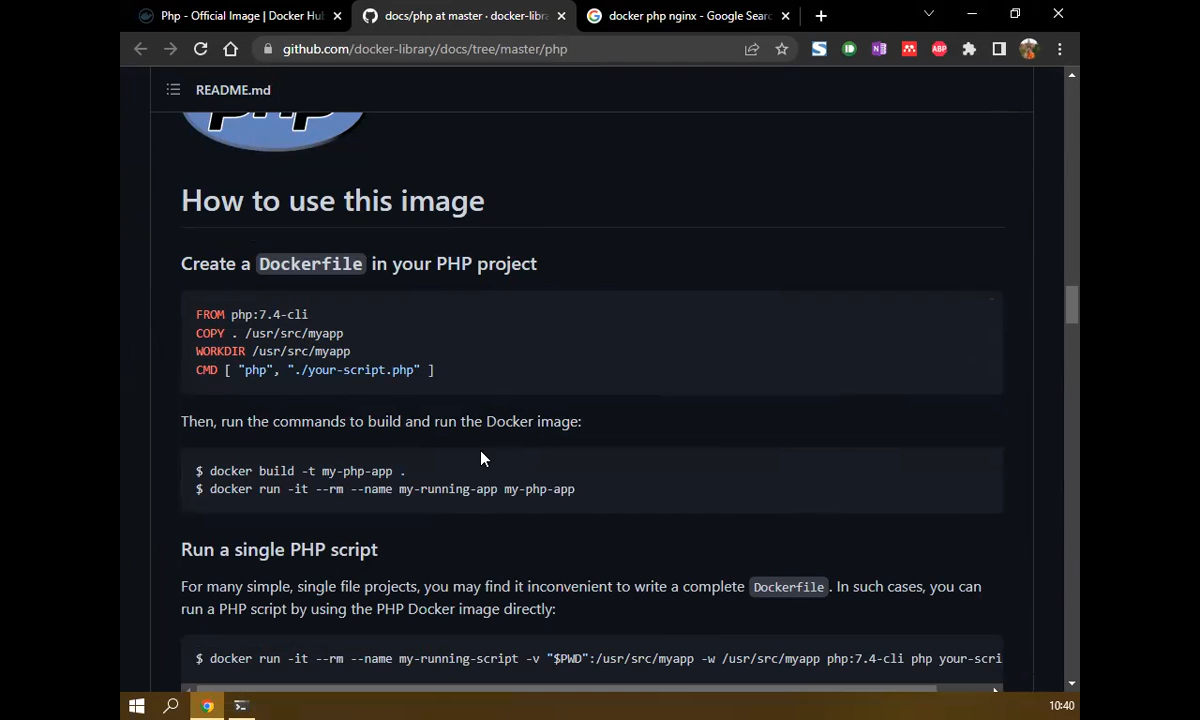 Php - Official Image | Docker Hu
docs/php at master · docker-libra
docker php nginx - Google Searc
github.com/docker-library/docs/tree/master/php
ABP
README.md
php
How to use this image
Create a Dockerfile in your PHP project
FROM php:7.4-cli
COPY . /usr/src/myapp
WORKDIR /usr/src/myapp
CMD [ "php", "./your-script.php" ]
Then, run the commands to build and run the Docker image:
$ docker build -t my-php-app .
$ docker run -it --rm --name my-running-app my-php-app
Run a single PHP script
For many simple, single file projects, you may find it inconvenient to write a complete Dockerfile. In such cases, you can
run a PHP script by using the PHP Docker image directly:
$ docker run -it --rm --name my-running-script -v "$PWD":/usr/src/myapp -w /usr/src/myapp php:7.4-cli php your-scri
10:40